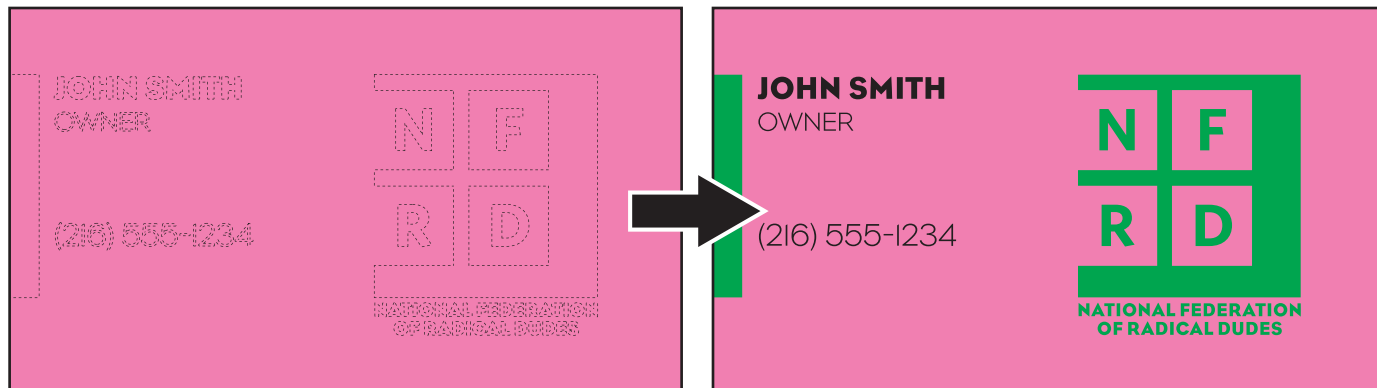 JOHN SMITH
OWNER
(216) 555-1234
N F
R D
NATIONAL FEDERATION
OF RADICAL DUDES
JOHN SMITH
OWNER
(216) 555-1234
N F
R D
NATIONAL FEDERATION
OF RADICAL DUDES